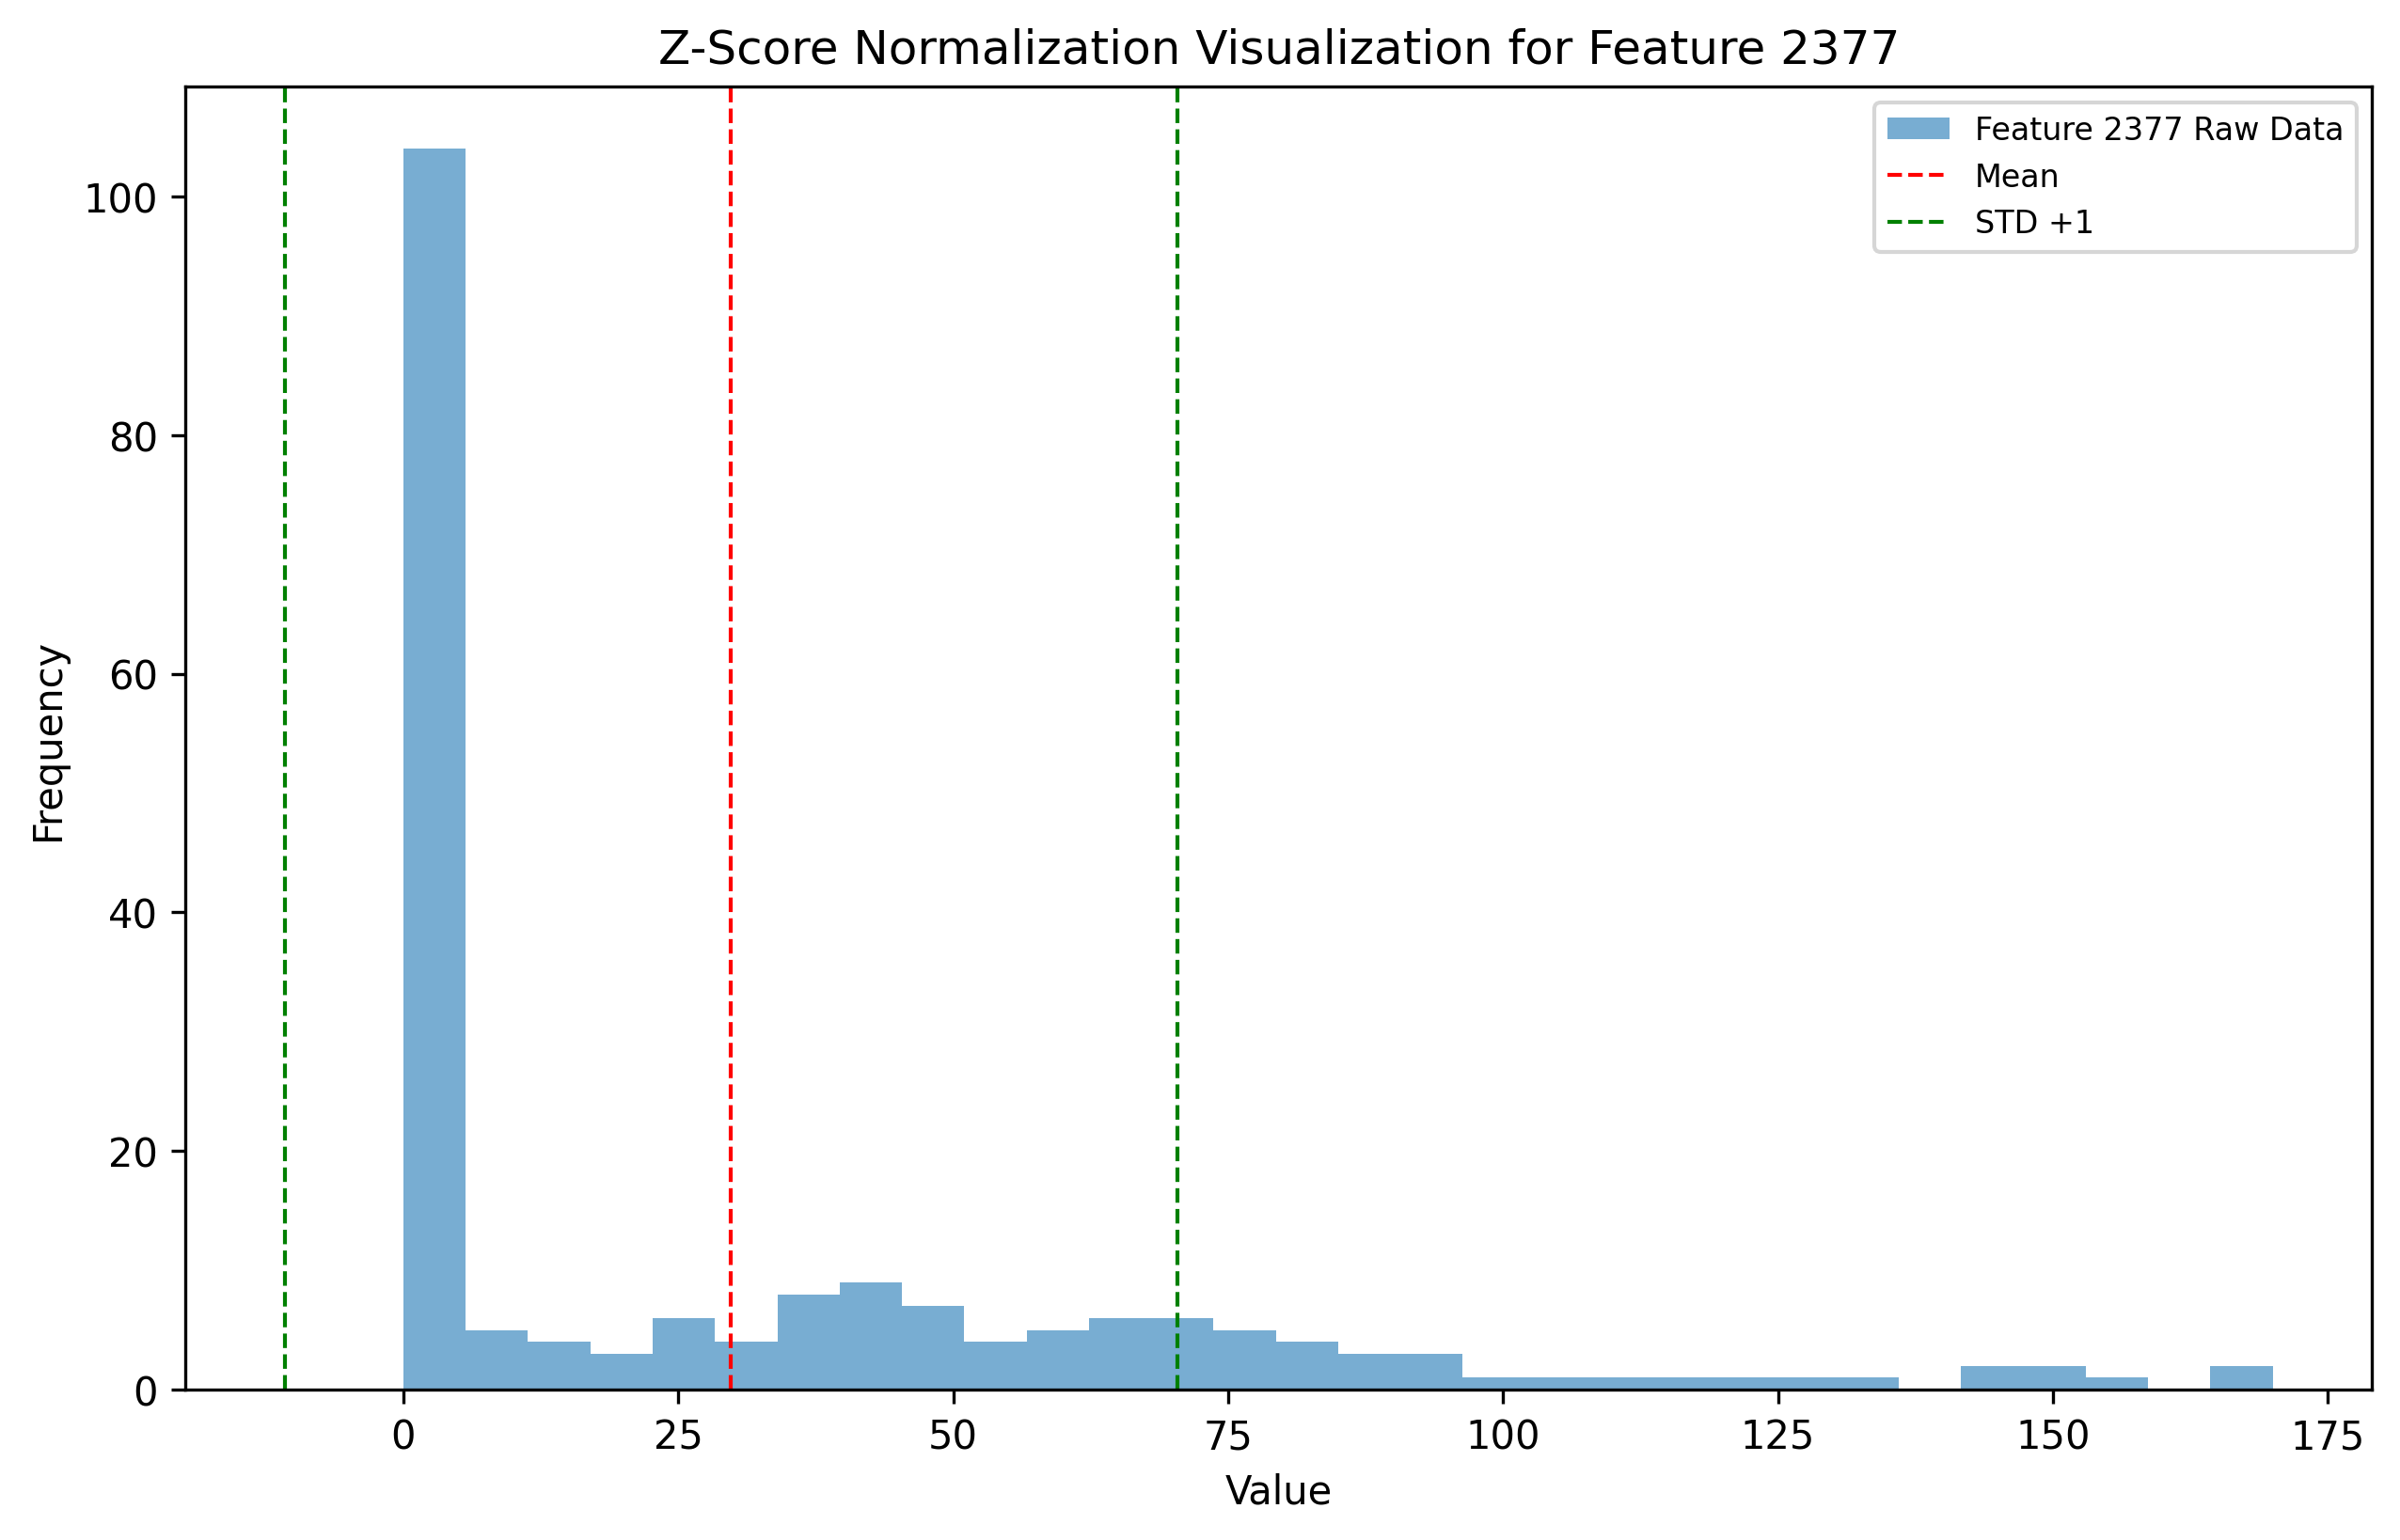 Z-Score Normalization Visualization for Feature 2377
Feature 2377 Raw Data
Mean
STD +1
100
80
60
40
20
0
Frequency
0 25 50 75 100 125 150 175
Value